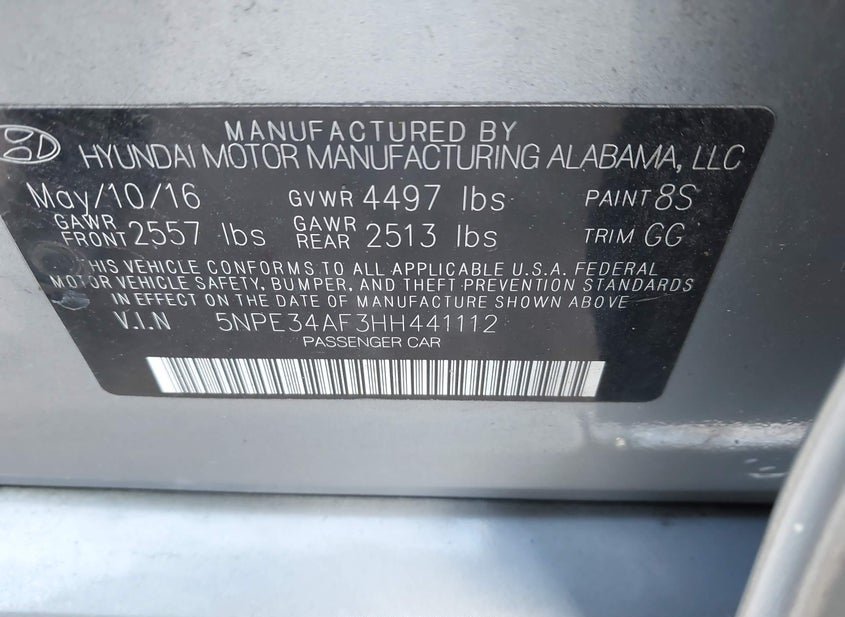 MANUFACTURED BY
HYUNDAI MOTOR MANUFACTURING ALABAMA, LLC
May/10/16 GVWR 4497 lbs PAINT 8S
GAWR FRONT 2557 lbs GAWR REAR 2513 lbs TRIM GG
THIS VEHICLE CONFORMS TO ALL APPLICABLE U.S.A. FEDERAL
MOTOR VEHICLE SAFETY, BUMPER, AND THEFT PREVENTION STANDARDS
IN EFFECT ON THE DATE OF MANUFACTURE SHOWN ABOVE
V.I.N 5NPE34AF3HH441112
PASSENGER CAR